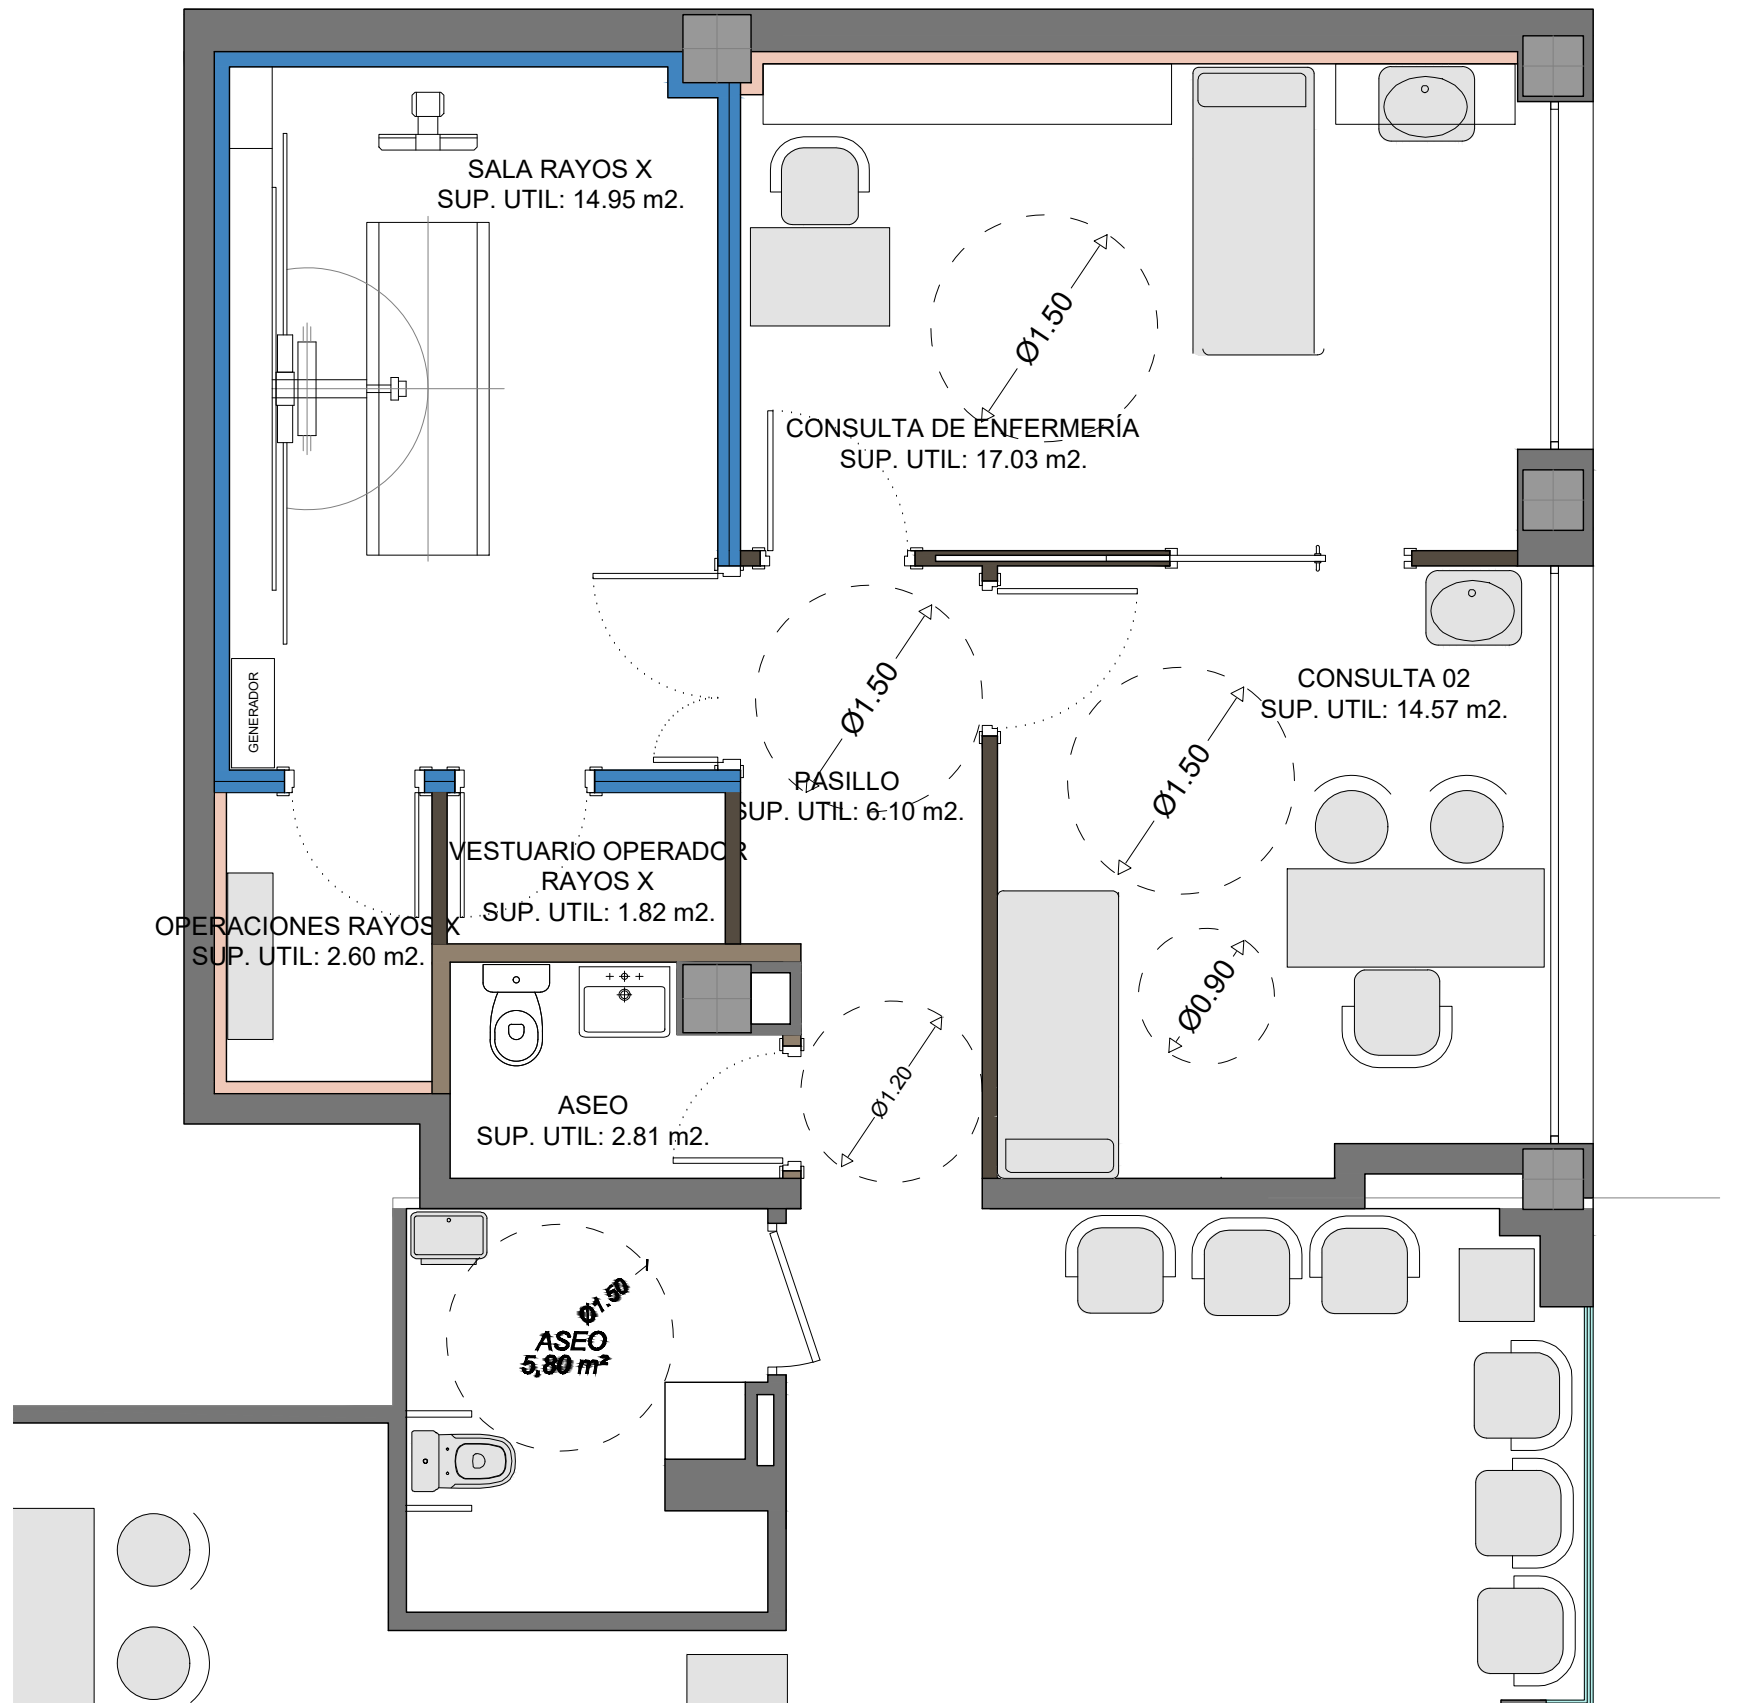 SALA RAYOS X
SUP. UTIL: 14.95 m2.
Ø1.50
CONSULTA DE ENFERMERÍA
SUP. UTIL: 17.03 m2.
GENERADOR
Ø1.50
CONSULTA 02
SUP. UTIL: 14.57 m2.
Ø1.50
PASILLO
SUP. UTIL: 6.10 m2.
VESTUARIO OPERADOR
RAYOS X
SUP. UTIL: 1.82 m2.
OPERACIONES RAYOS X
SUP. UTIL: 2.60 m2.
Ø0.90
Ø1.20
ASEO
SUP. UTIL: 2.81 m2.
Ø1.50
ASEO
5,80 m²